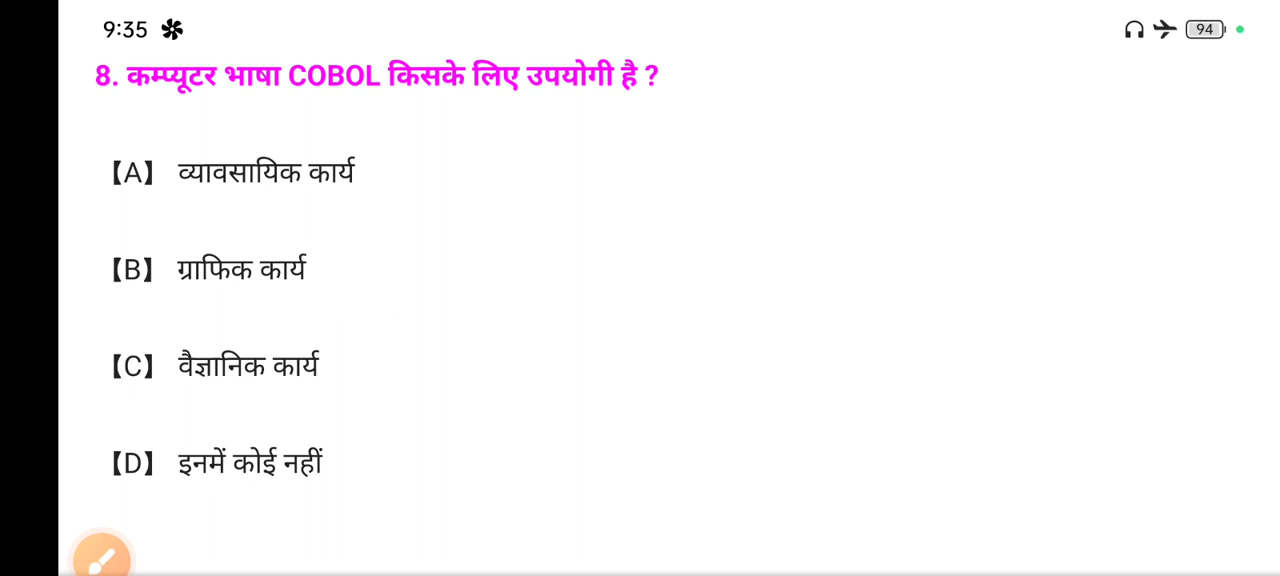 9:35
94
8. कम्प्यूटर भाषा COBOL किसके लिए उपयोगी है ?
【A】 व्यावसायिक कार्य
【B】 ग्राफिक कार्य
【C】 वैज्ञानिक कार्य
【D】 इनमें कोई नहीं